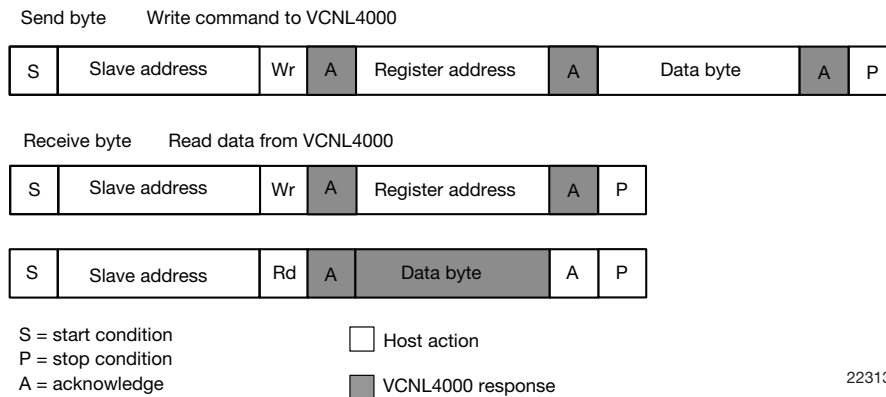 Send byte Write command to VCNL4000
S Slave address Wr A Register address A Data byte A P
Receive byte Read data from VCNL4000
S Slave address Wr A Register address A P
S Slave address Rd A Data byte A P
S = start condition
P = stop condition
A = acknowledge
Host action
VCNL4000 response
22313